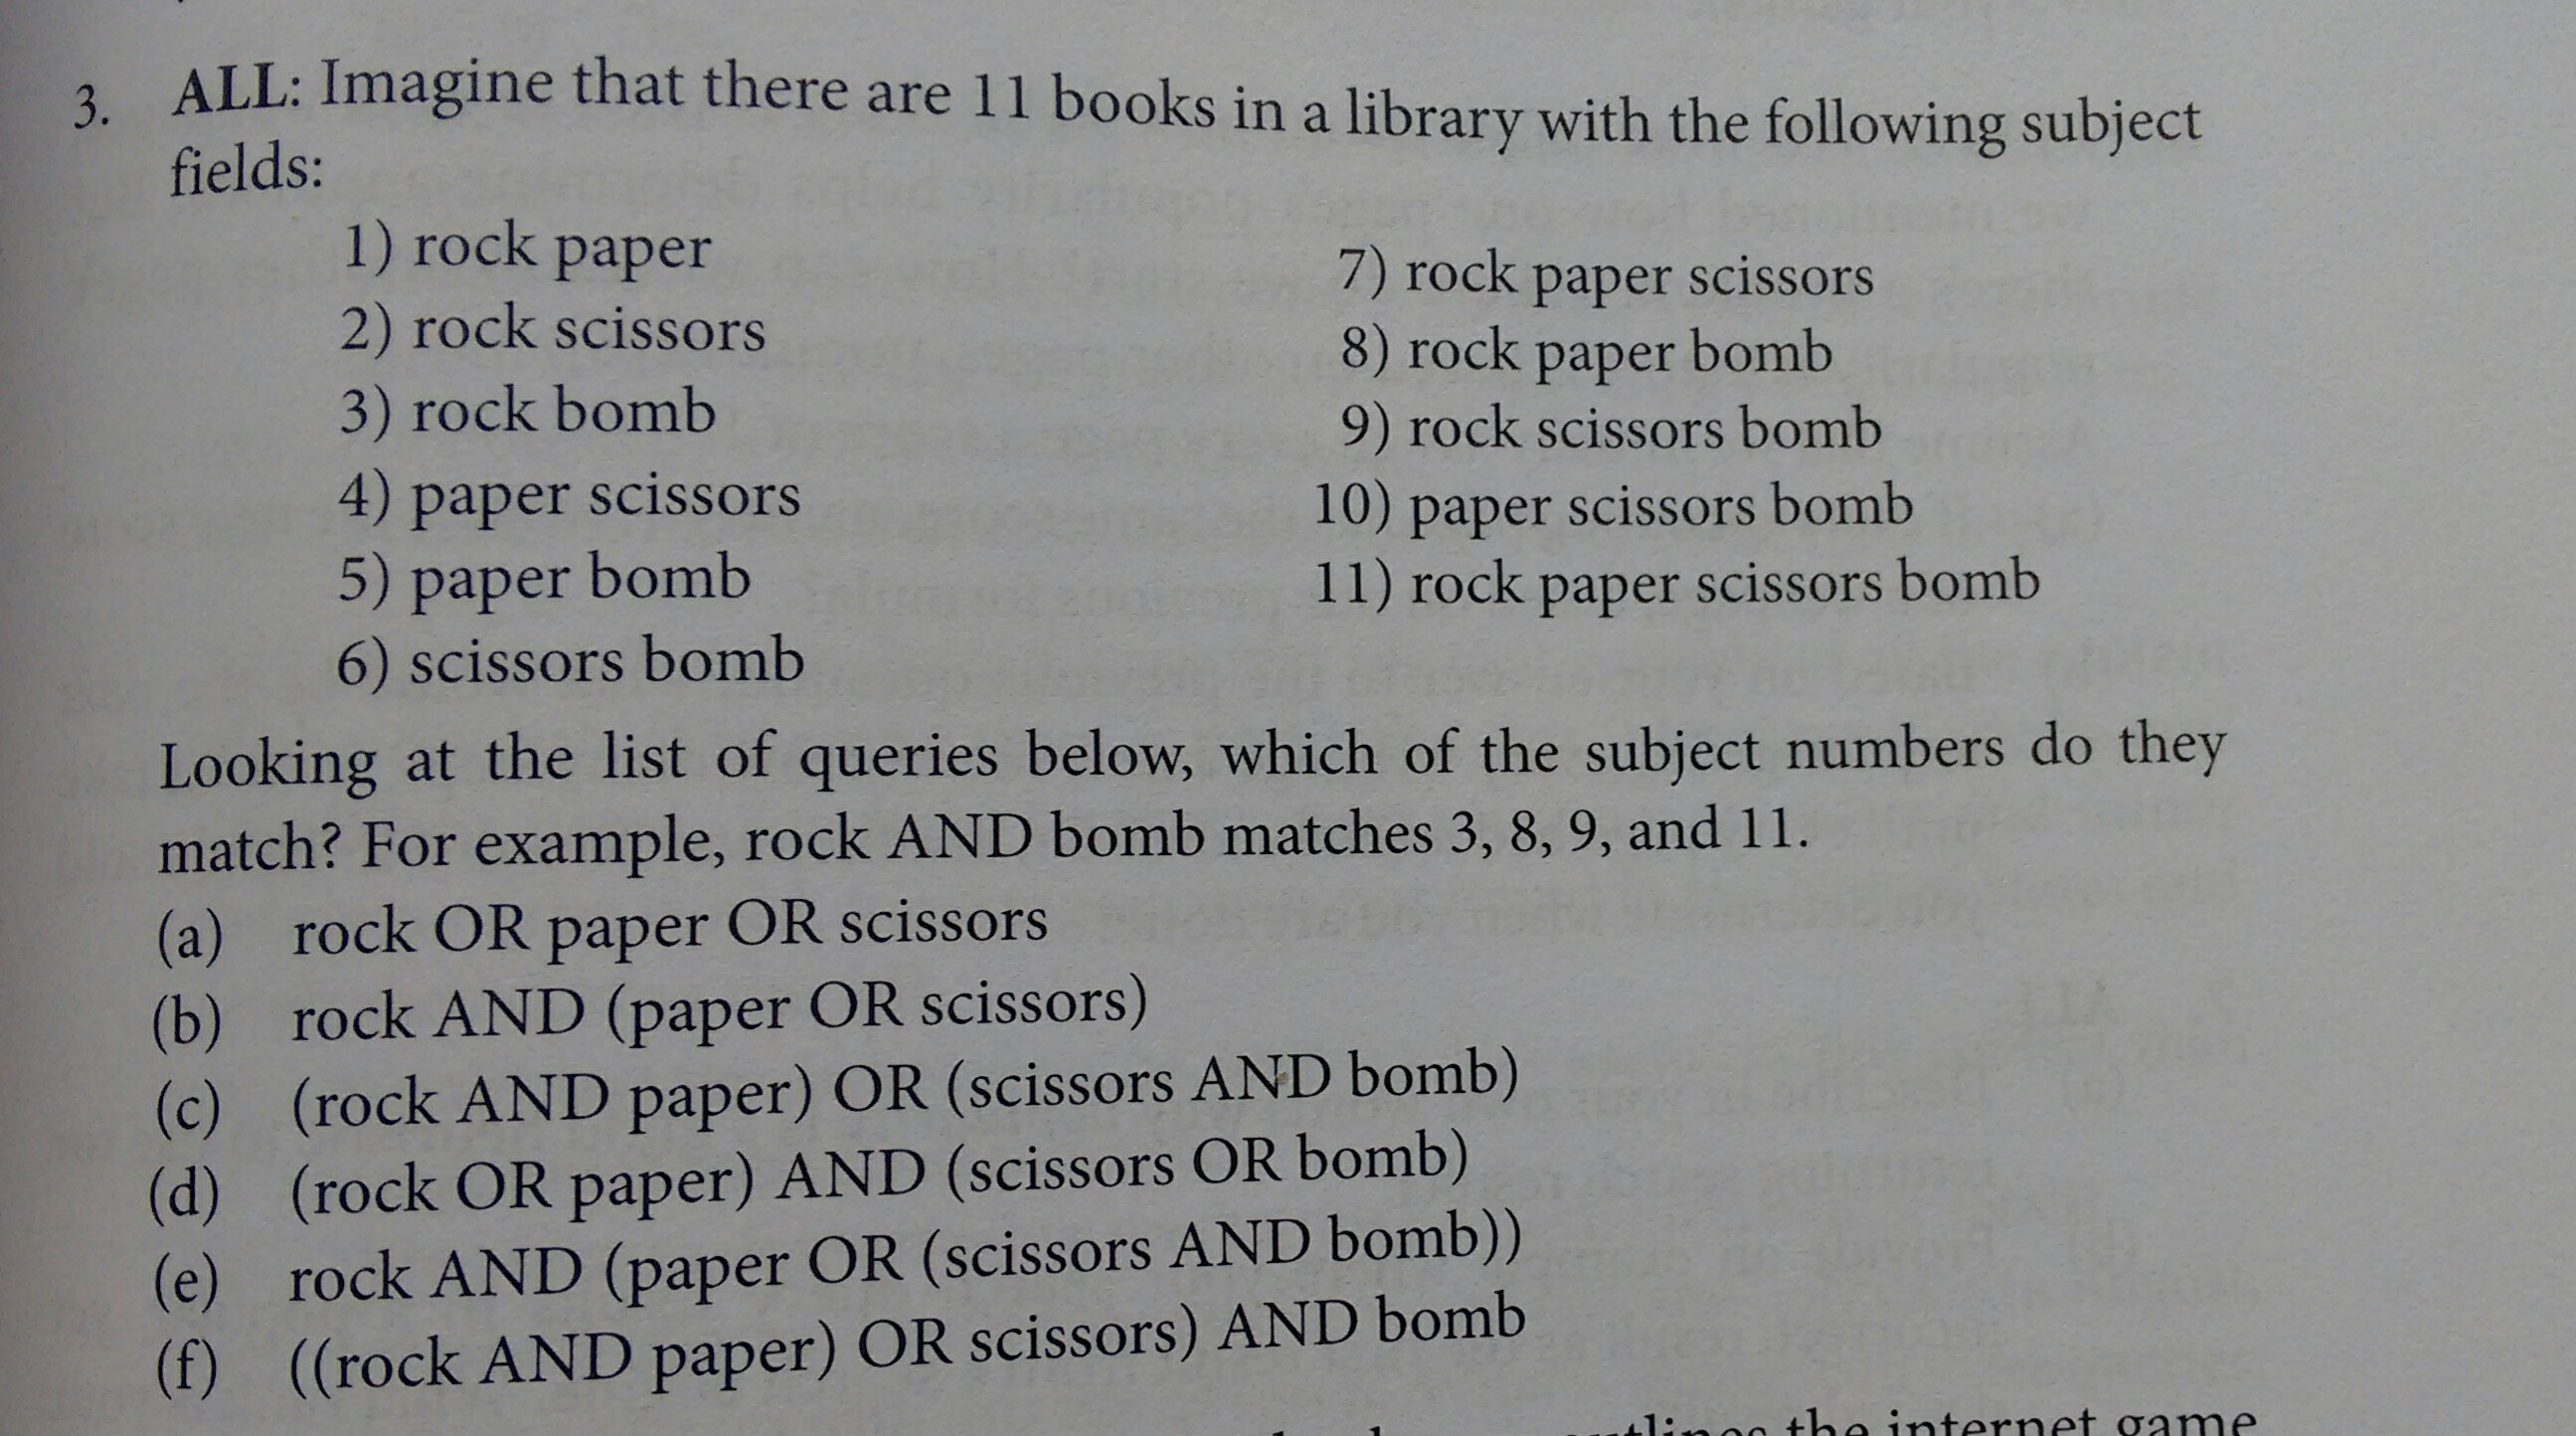 3. ALL: Imagine that there are 11 books in a library with the following subject
fields:
1) rock paper
2) rock scissors
3) rock bomb
4) paper scissors
5) paper bomb
6) scissors bomb
7) rock paper scissors
8) rock paper bomb
9) rock scissors bomb
10) paper scissors bomb
11) rock paper scissors bomb
Looking at the list of queries below, which of the subject numbers do they
match? For example, rock AND bomb matches 3, 8, 9, and 11.
(a) rock OR paper OR scissors
(b) rock AND (paper OR scissors)
(c) (rock AND paper) OR (scissors AND bomb)
(d) (rock OR paper) AND (scissors OR bomb)
(e) rock AND (paper OR (scissors AND bomb))
(f) ((rock AND paper) OR scissors) AND bomb
the internet game